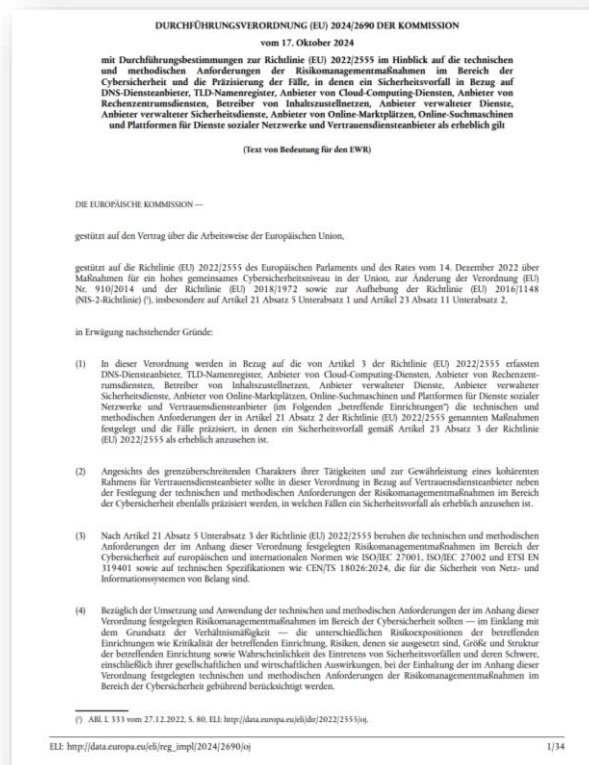 DURCHFÜHRUNGSVERORDNUNG (EU) 2024/2690 DER KOMMISSION
vom 17. Oktober 2024
mit Durchführungsbestimmungen zur Richtlinie (EU) 2022/2555 im Hinblick auf die technischen
und methodischen Anforderungen der Risikomanagementmaßnahmen im Bereich der
Cybersicherheit und die Präzisierung der Fälle, in denen ein Sicherheitsvorfall in Bezug auf
DNS-Diensteanbieter, TLD-Namenregister, Anbieter von Cloud-Computing-Diensten, Anbieter von
Rechenzentrumsdiensten, Betreiber von Inhaltszustellnetzen, Anbieter verwalteter Dienste,
Anbieter verwalteter Sicherheitsdienste, Anbieter von Online-Marktplätzen, Online-Suchmaschinen
und Plattformen für Dienste sozialer Netzwerke und Vertrauensdiensteanbieter als erheblich gilt
(Text von Bedeutung für den EWR)
DIE EUROPÄISCHE KOMMISSION —
gestützt auf den Vertrag über die Arbeitsweise der Europäischen Union,
gestützt auf die Richtlinie (EU) 2022/2555 des Europäischen Parlaments und des Rates vom 14. Dezember 2022 über
Maßnahmen für ein hohes gemeinsames Cybersicherheitsniveau in der Union, zur Änderung der Verordnung (EU)
Nr. 910/2014 und der Richtlinie (EU) 2018/1972 sowie zur Aufhebung der Richtlinie (EU) 2016/1148
(NIS-2-Richtlinie) (¹), insbesondere auf Artikel 21 Absatz 5 Unterabsatz 1 und Artikel 23 Absatz 11 Unterabsatz 2,
in Erwägung nachstehender Gründe:
(1) In dieser Verordnung werden in Bezug auf die von Artikel 3 der Richtlinie (EU) 2022/2555 erfassten
DNS-Diensteanbieter, TLD-Namenregister, Anbieter von Cloud-Computing-Diensten, Anbieter von Rechenzent-
rumsdiensten, Betreiber von Inhaltszustellnetzen, Anbieter verwalteter Dienste, Anbieter verwalteter
Sicherheitsdienste, Anbieter von Online-Marktplätzen, Online-Suchmaschinen und Plattformen für Dienste sozialer
Netzwerke und Vertrauensdiensteanbieter (im Folgenden „betreffende Einrichtungen“) die technischen und
methodischen Anforderungen der in Artikel 21 Absatz 2 der Richtlinie (EU) 2022/2555 genannten Maßnahmen
festgelegt und die Fälle präzisiert, in denen ein Sicherheitsvorfall gemäß Artikel 23 Absatz 3 der Richtlinie
(EU) 2022/2555 als erheblich anzusehen ist.
(2) Angesichts des grenzüberschreitenden Charakters ihrer Tätigkeiten und zur Gewährleistung eines kohärenten
Rahmens für Vertrauensdiensteanbieter sollte in dieser Verordnung in Bezug auf Vertrauensdiensteanbieter neben
der Festlegung der technischen und methodischen Anforderungen der Risikomanagementmaßnahmen im Bereich
der Cybersicherheit ebenfalls präzisiert werden, in welchen Fällen ein Sicherheitsvorfall als erheblich anzusehen ist.
(3) Nach Artikel 21 Absatz 5 Unterabsatz 3 der Richtlinie (EU) 2022/2555 beruhen die technischen und methodischen
Anforderungen der im Anhang dieser Verordnung festgelegten Risikomanagementmaßnahmen im Bereich der
Cybersicherheit auf europäischen und internationalen Normen wie ISO/IEC 27001, ISO/IEC 27002 und ETSI EN
319401 sowie auf technischen Spezifikationen wie CEN/TS 18026:2024, die für die Sicherheit von Netz- und
Informationssystemen von Belang sind.
(4) Bezüglich der Umsetzung und Anwendung der technischen und methodischen Anforderungen der im Anhang dieser
Verordnung festgelegten Risikomanagementmaßnahmen im Bereich der Cybersicherheit sollten — im Einklang mit
dem Grundsatz der Verhältnismäßigkeit — die unterschiedlichen Risikoexpositionen der betreffenden
Einrichtungen wie Kritikalität der betreffenden Einrichtung, Risiken, denen sie ausgesetzt sind, Größe und Struktur
der betreffenden Einrichtung sowie Wahrscheinlichkeit des Eintretens von Sicherheitsvorfällen und deren Schwere,
einschließlich ihrer gesellschaftlichen und wirtschaftlichen Auswirkungen, bei der Einhaltung der im Anhang dieser
Verordnung festgelegten technischen und methodischen Anforderungen der Risikomanagementmaßnahmen im
Bereich der Cybersicherheit gebührend berücksichtigt werden.
(¹) ABl. L 333 vom 27.12.2022, S. 80, ELI: http://data.europa.eu/eli/dir/2022/2555/oj.
ELI: http://data.europa.eu/eli/reg_impl/2024/2690/oj 1/34